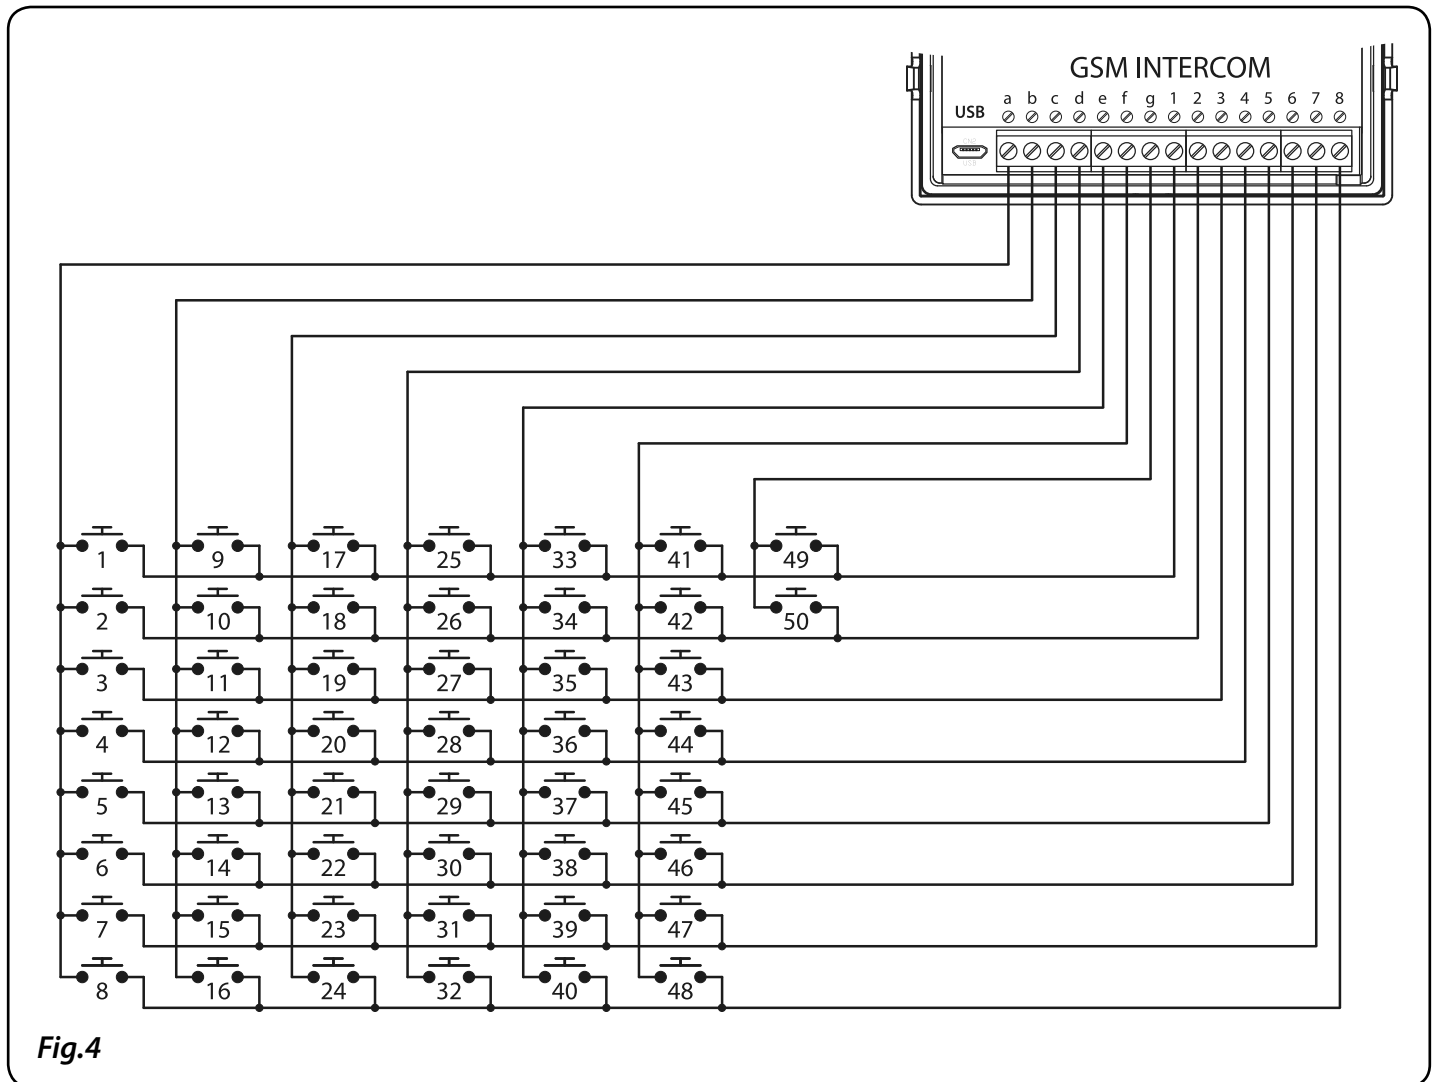 GSM INTERCOM
a b c d e f g 1 2 3 4 5 6 7 8
USB
USB
1 9 17 25 33 41 49
2 10 18 26 34 42 50
3 11 19 27 35 43
4 12 20 28 36 44
5 13 21 29 37 45
6 14 22 30 38 46
7 15 23 31 39 47
8 16 24 32 40 48
Fig.4